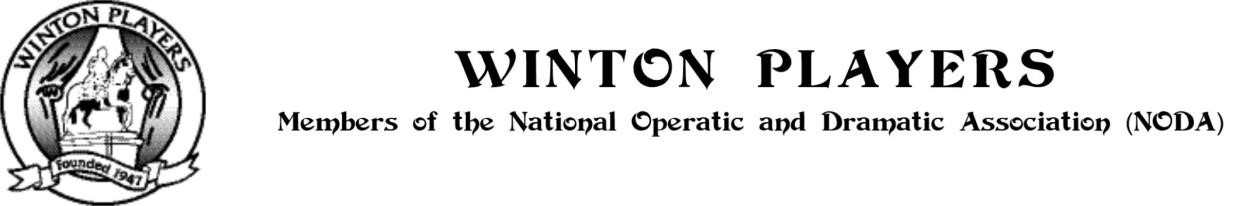 WINTON PLAYERS
Founded 1947
WINTON PLAYERS
Members of the National Operatic and Dramatic Association (NODA)